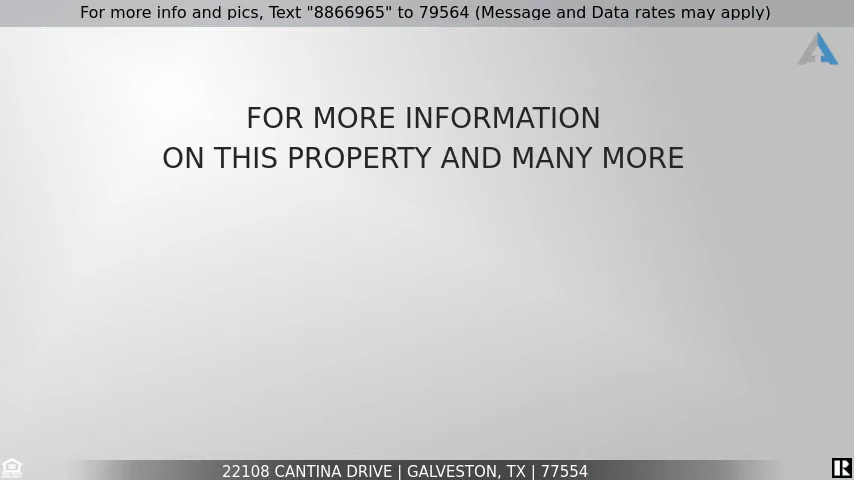 For more info and pics, Text "8866965" to 79564 (Message and Data rates may apply)
FOR MORE INFORMATION
ON THIS PROPERTY AND MANY MORE
22108 CANTINA DRIVE | GALVESTON, TX | 77554